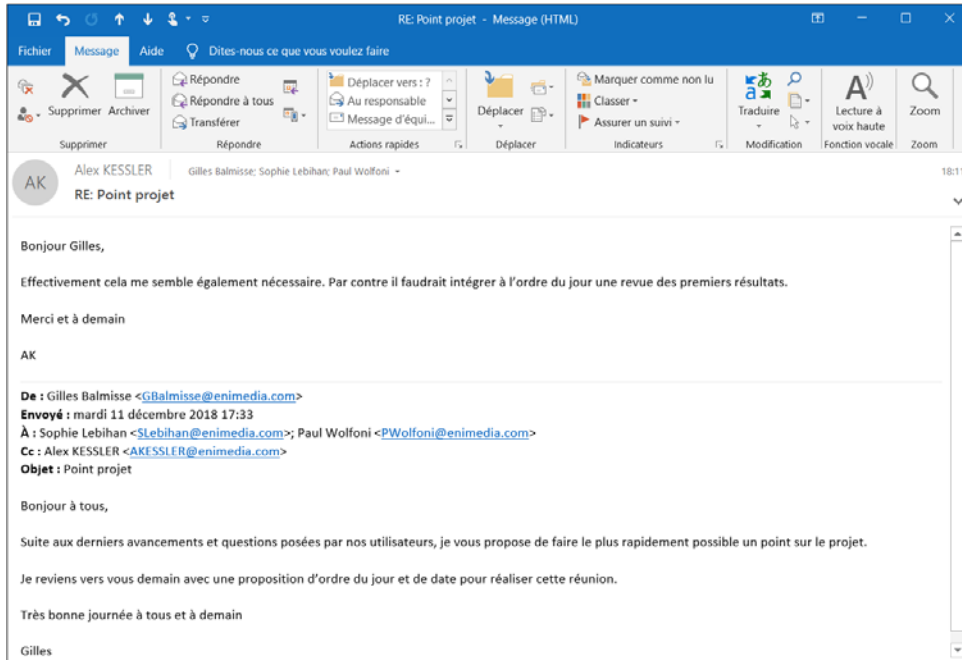 RE: Point projet - Message (HTML)
Fichier Message Aide Dites-nous ce que vous voulez faire
Supprimer Archiver
Répondre
Répondre à tous
Transférer
Déplacer vers : ?
Au responsable
Message d'équi...
Déplacer
Marquer comme non lu
Classer
Assurer un suivi
Traduire
Lecture à
voix haute
Zoom
Supprimer Répondre Actions rapides Déplacer Indicateurs Modification Fonction vocale Zoom
AK
Alex KESSLER Gilles Balmisse; Sophie Lebihan; Paul Wolfoni
RE: Point projet
Bonjour Gilles,
Effectivement cela me semble également nécessaire. Par contre il faudrait intégrer à l'ordre du jour une revue des premiers résultats.
Merci et à demain
AK
De : Gilles Balmisse <GBalmisse@enimedia.com>
Envoyé : mardi 11 décembre 2018 17:33
À : Sophie Lebihan <SLebihan@enimedia.com>; Paul Wolfoni <PWolfoni@enimedia.com>
Cc : Alex KESSLER <AKESSLER@enimedia.com>
Objet : Point projet
Bonjour à tous,
Suite aux derniers avancements et questions posées par nos utilisateurs, je vous propose de faire le plus rapidement possible un point sur le projet.
Je reviens vers vous demain avec une proposition d'ordre du jour et de date pour réaliser cette réunion.
Très bonne journée à tous et à demain
Gilles